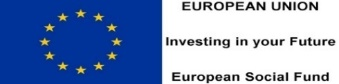 EUROPEAN UNION
Investing in your Future
European Social Fund